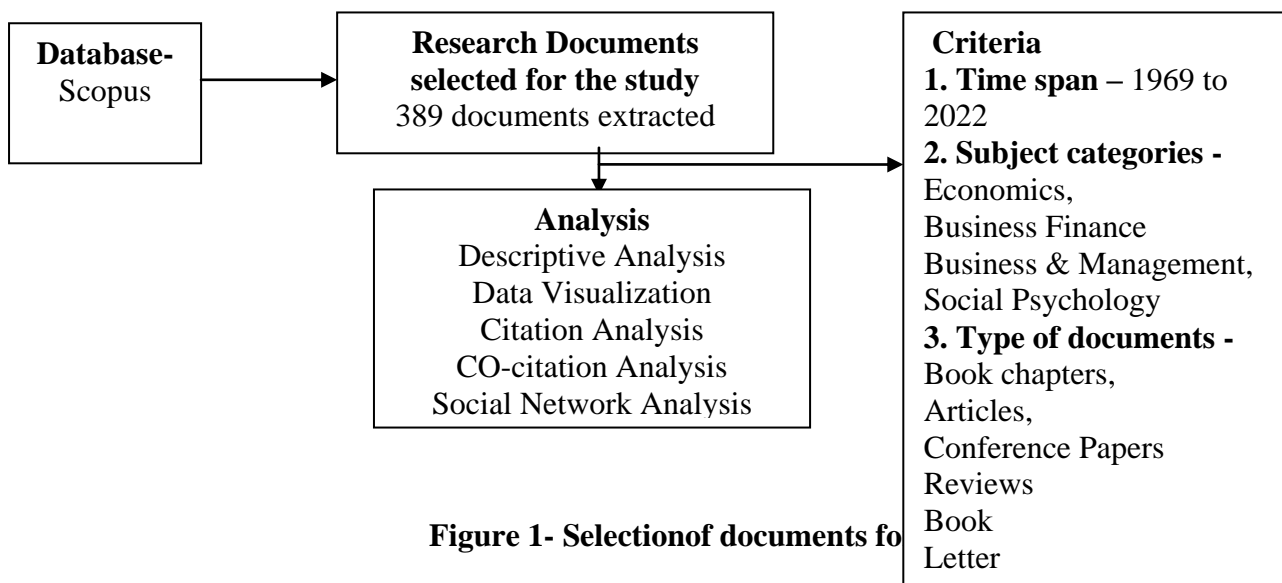 Database-
Scopus
Research Documents
selected for the study
389 documents extracted
Analysis
Descriptive Analysis
Data Visualization
Citation Analysis
CO-citation Analysis
Social Network Analysis
Criteria
1. Time span – 1969 to
2022
2. Subject categories -
Economics,
Business Finance
Business & Management,
Social Psychology
3. Type of documents -
Book chapters,
Articles,
Conference Papers
Reviews
Book
Letter
Figure 1- Selectionof documents fo